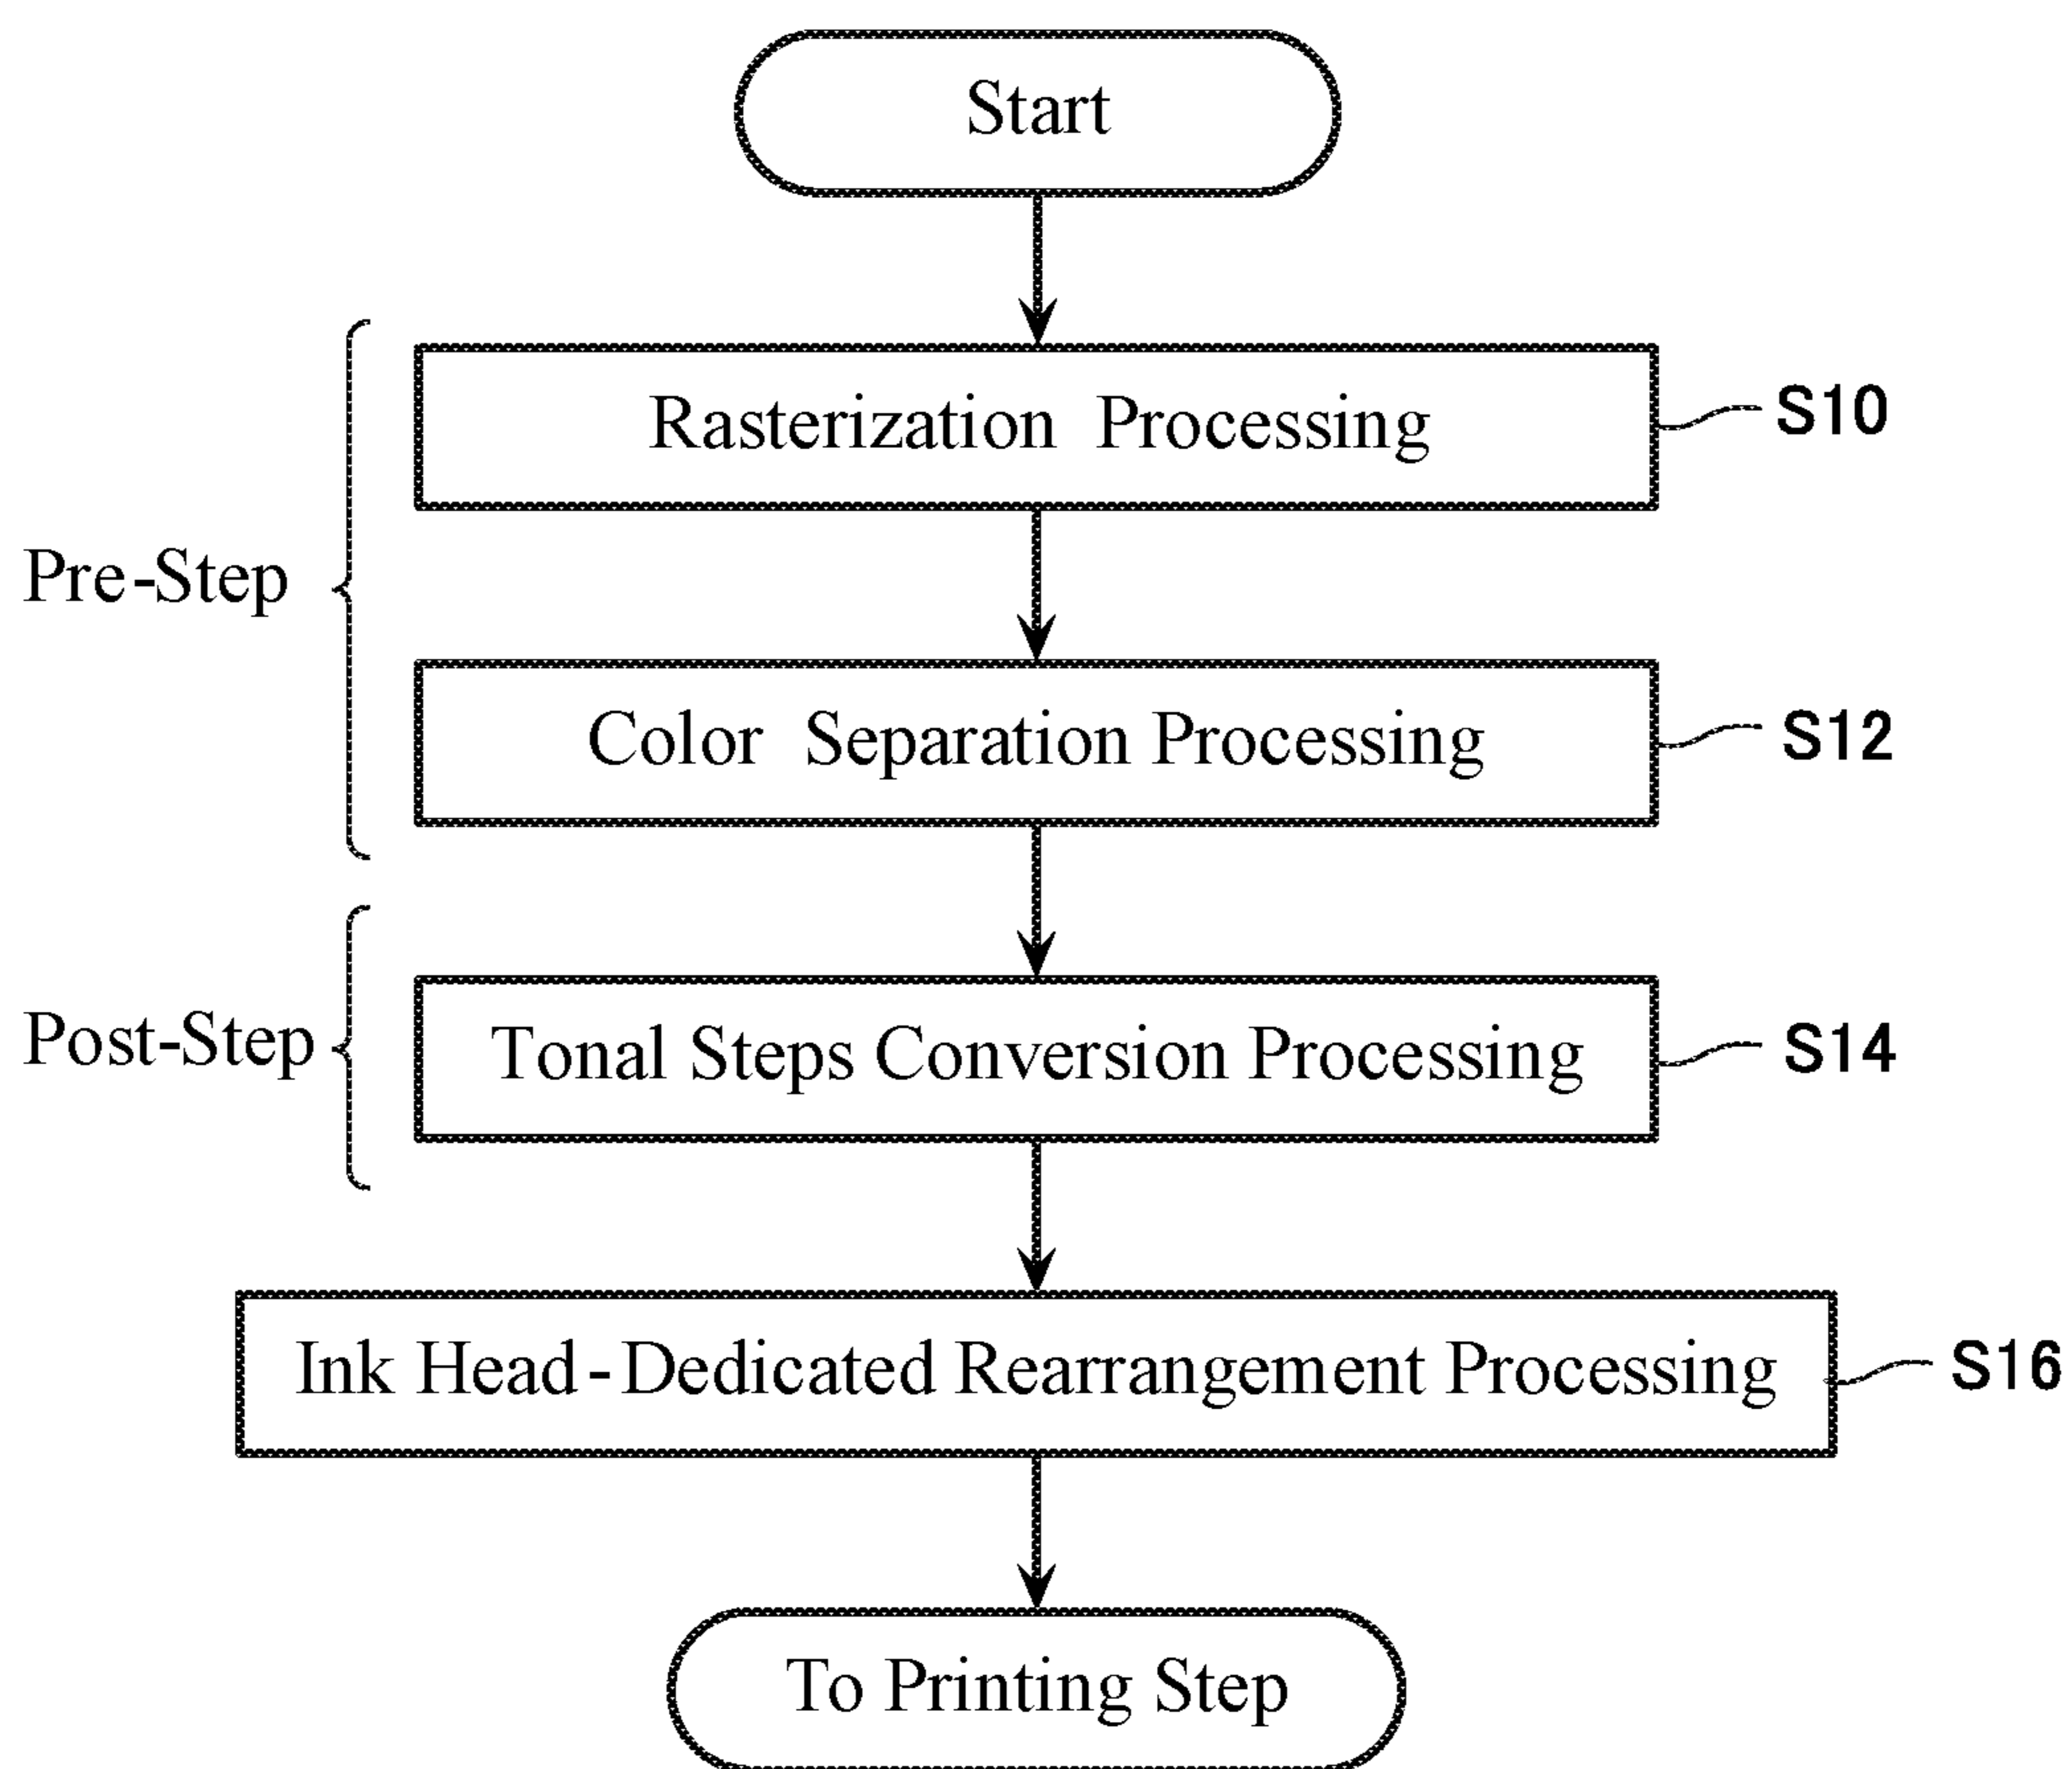 Start
Rasterization Processing
S10
Pre-Step
Color Separation Processing
S12
Post-Step
Tonal Steps Conversion Processing
S14
Ink Head-Dedicated Rearrangement Processing
S16
To Printing Step